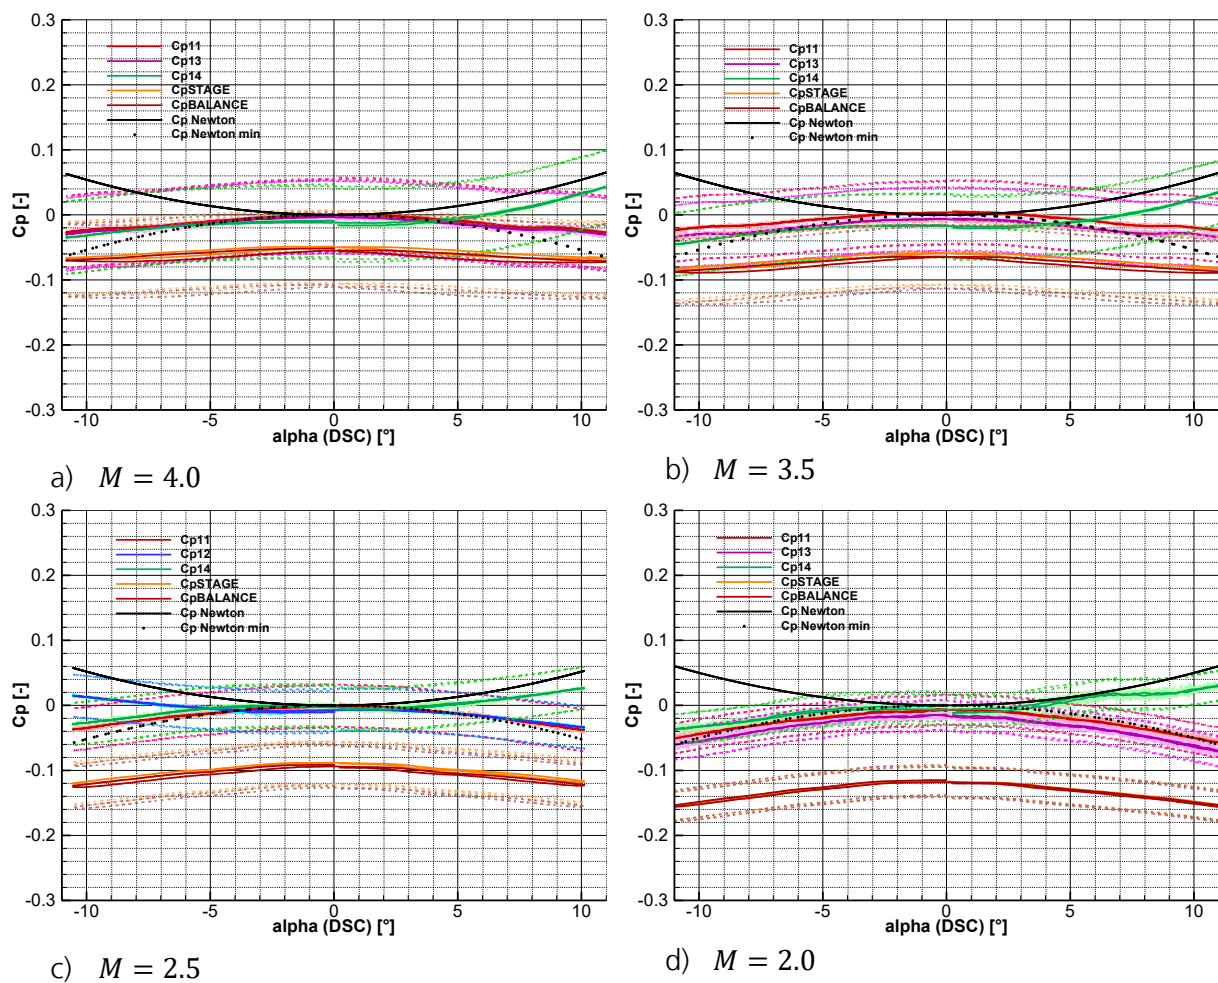 0.3
0.2
0.1
0
-0.1
-0.2
-0.3
Cp [-]
Cp11
Cp13
Cp14
CpSTAGE
CpBALANCE
Cp Newton
Cp Newton min
-10 -5 0 5 10
alpha (DSC) [°]
a) M = 4.0
0.3
0.2
0.1
0
-0.1
-0.2
-0.3
Cp [-]
Cp11
Cp13
Cp14
CpSTAGE
CpBALANCE
Cp Newton
Cp Newton min
-10 -5 0 5 10
alpha (DSC) [°]
b) M = 3.5
0.3
0.2
0.1
0
-0.1
-0.2
-0.3
Cp [-]
Cp11
Cp12
Cp14
CpSTAGE
CpBALANCE
Cp Newton
Cp Newton min
-10 -5 0 5 10
alpha (DSC) [°]
c) M = 2.5
0.3
0.2
0.1
0
-0.1
-0.2
-0.3
Cp [-]
Cp11
Cp13
Cp14
CpSTAGE
CpBALANCE
Cp Newton
Cp Newton min
-10 -5 0 5 10
alpha (DSC) [°]
d) M = 2.0